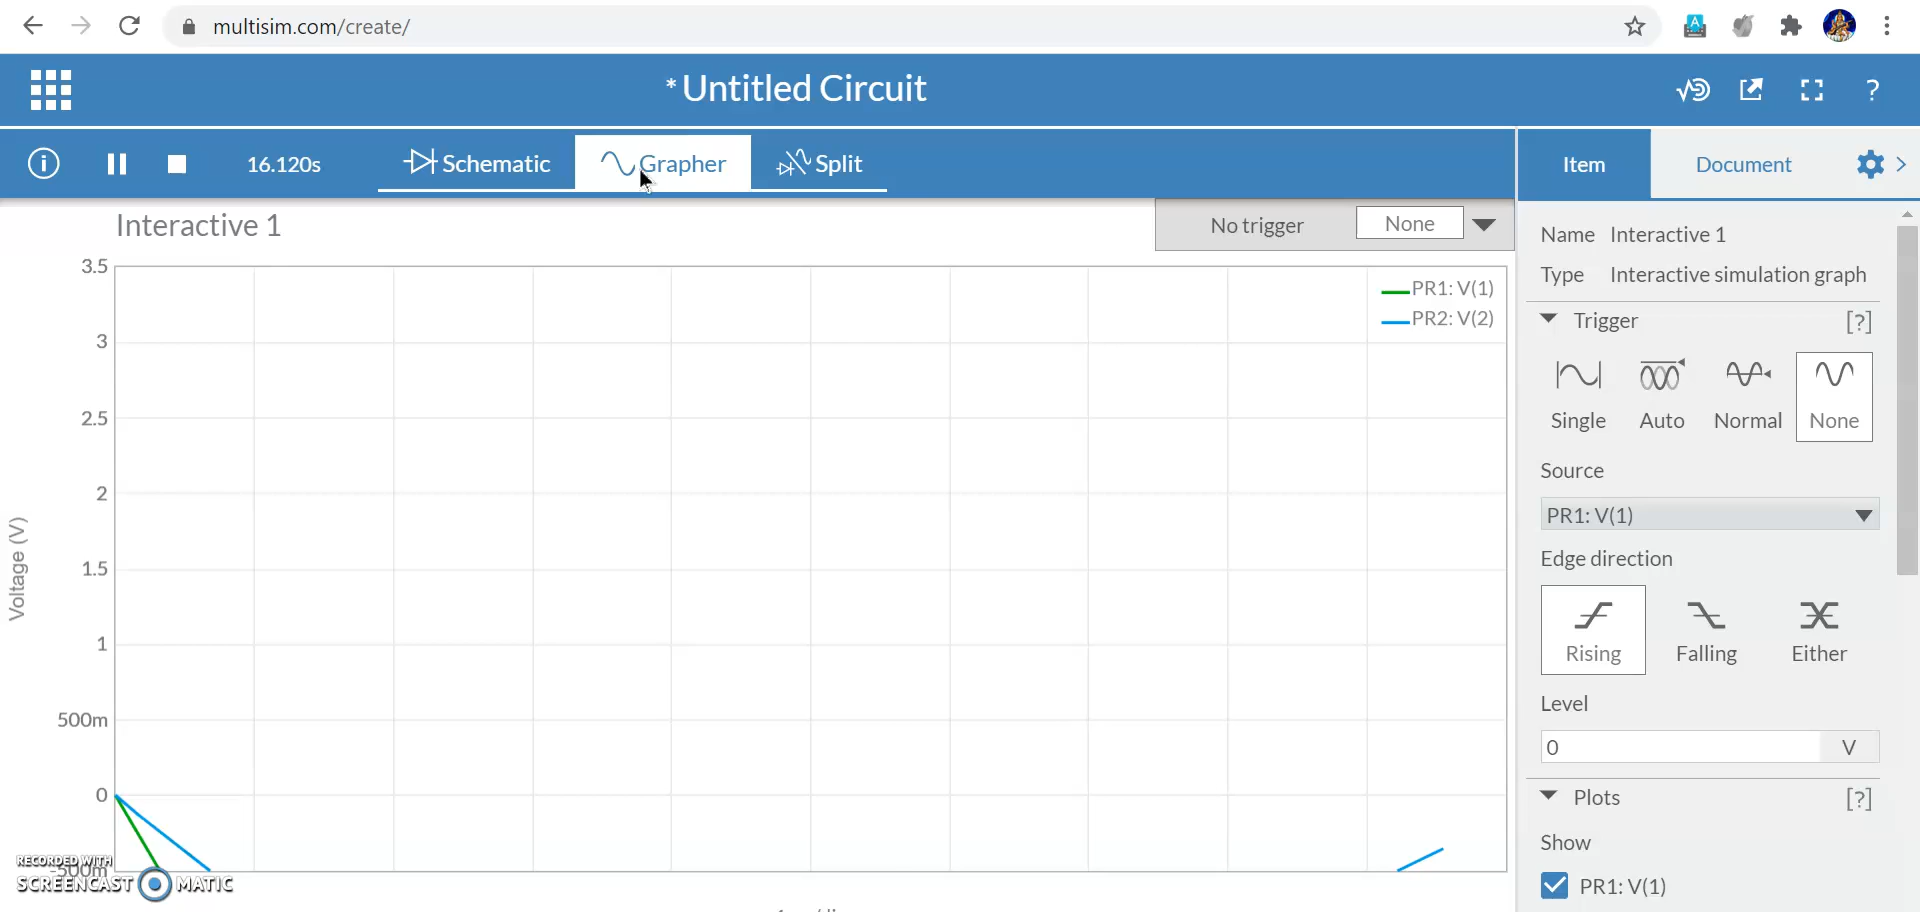 multisim.com/create/
* Untitled Circuit
?
16.120s
Schematic
Grapher
Split
Item
Document
Interactive 1
No trigger
None
3.5
3
2.5
2
1.5
1
500m
0
-500m
Voltage (V)
PR1: V(1)
PR2: V(2)
Name Interactive 1
Type Interactive simulation graph
Trigger [?]
Single Auto Normal None
Source
PR1: V(1)
Edge direction
Rising Falling Either
Level
0 V
Plots [?]
Show
PR1: V(1)
RECORDED WITH
SCREENCAST MATIC